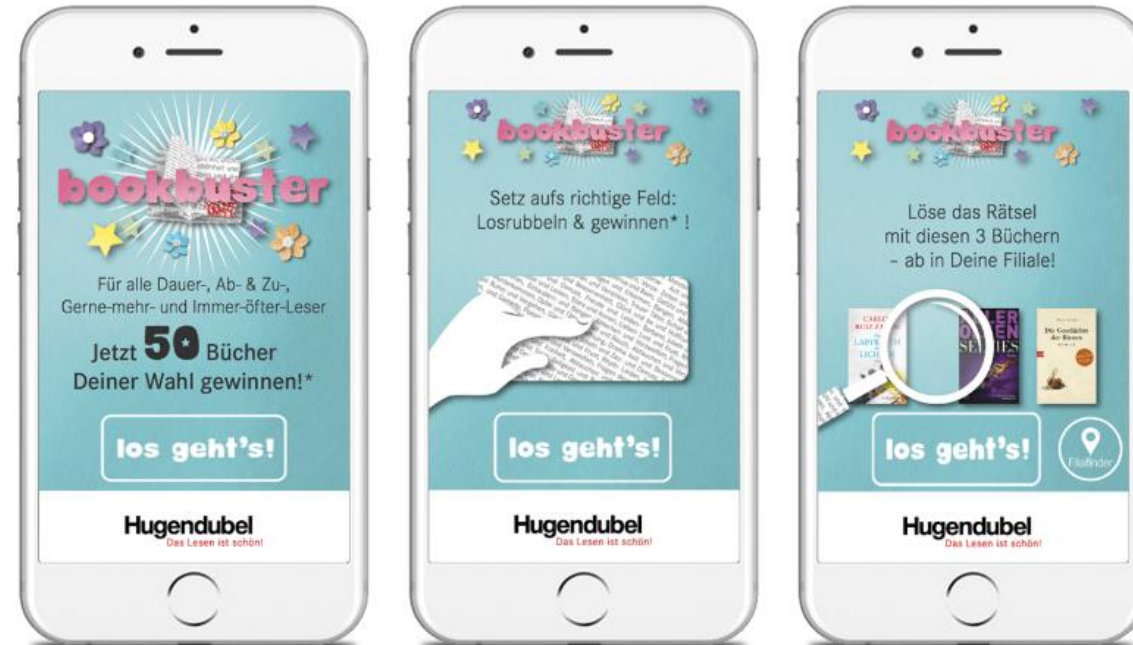 bookbuster
Für alle Dauer-, Ab- & Zu-,
Gerne-mehr- und Immer-öfter-Leser
Jetzt 50* Bücher
Deiner Wahl gewinnen!*
los geht's!
Hugendubel
Das Lesen ist schön!
bookbuster
Setz aufs richtige Feld:
Losrubbeln & gewinnen* !
los geht's!
Hugendubel
Das Lesen ist schön!
bookbuster
Löse das Rätsel
mit diesen 3 Büchern
– ab in Deine Filiale!
Die Geschichte
der Bienen
los geht's!
Filialfinder
Hugendubel
Das Lesen ist schön!